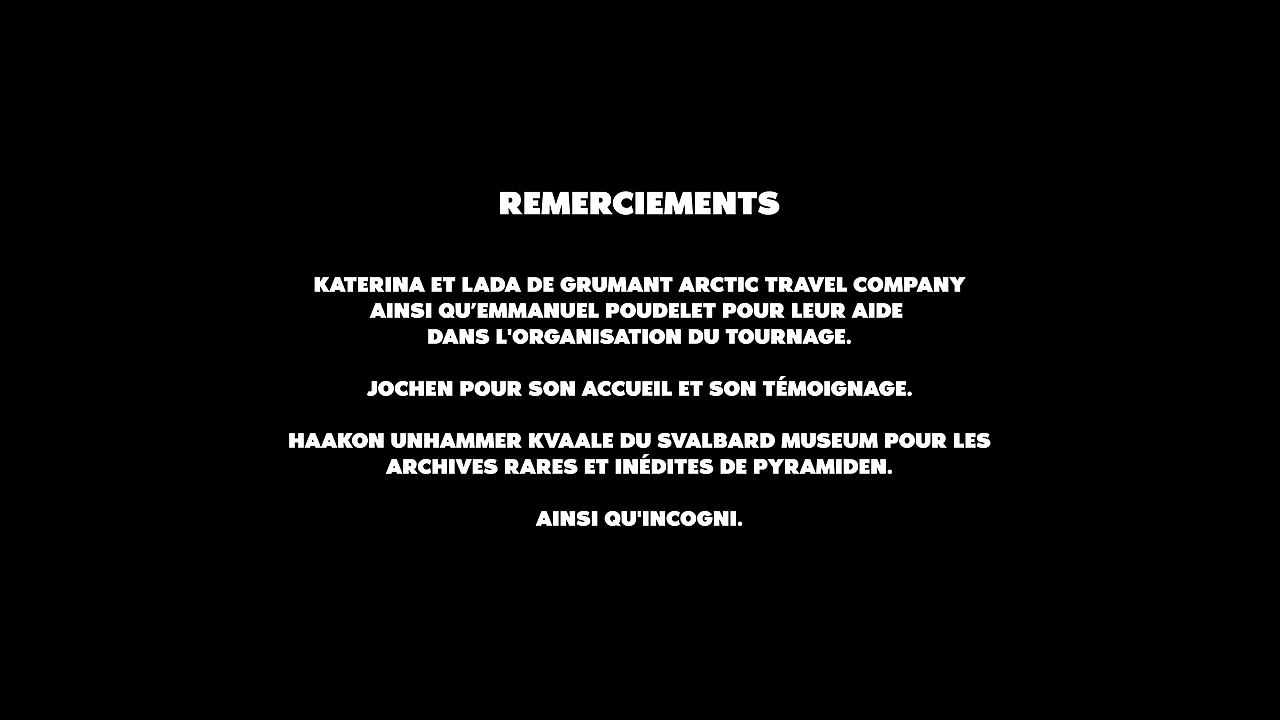 REMERCIEMENTS
KATERINA ET LADA DE GRUMANT ARCTIC TRAVEL COMPANY
AINSI QU’EMMANUEL POUDELET POUR LEUR AIDE
DANS L'ORGANISATION DU TOURNAGE.
JOCHEN POUR SON ACCUEIL ET SON TÉMOIGNAGE.
HAAKON UNHAMMER KVAALE DU SVALBARD MUSEUM POUR LES
ARCHIVES RARES ET INÉDITES DE PYRAMIDEN.
AINSI QU'INCOGNI.